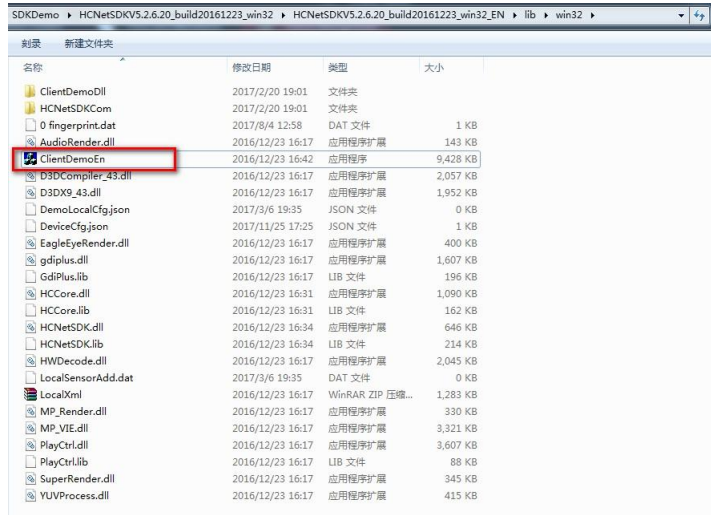 SDKDemo ▸ HCNetSDKV5.2.6.20_build20161223_win32 ▸ HCNetSDKV5.2.6.20_build20161223_win32_EN ▸ lib ▸ win32 ▸
刻录 新建文件夹
名称 修改日期 类型 大小
ClientDemoDll 2017/2/20 19:01 文件夹
HCNetSDKCom 2017/2/20 19:01 文件夹
0 fingerprint.dat 2017/8/4 12:58 DAT 文件 1 KB
AudioRender.dll 2016/12/23 16:17 应用程序扩展 143 KB
ClientDemoEn 2016/12/23 16:42 应用程序 9,428 KB
D3DCompiler_43.dll 2016/12/23 16:17 应用程序扩展 2,057 KB
D3DX9_43.dll 2016/12/23 16:17 应用程序扩展 1,952 KB
DemoLocalCfg.json 2017/3/6 19:35 JSON 文件 0 KB
DeviceCfg.json 2017/11/25 17:25 JSON 文件 1 KB
EagleEyeRender.dll 2016/12/23 16:17 应用程序扩展 400 KB
gdiplus.dll 2016/12/23 16:17 应用程序扩展 1,607 KB
GdiPlus.lib 2016/12/23 16:17 LIB 文件 196 KB
HCCore.dll 2016/12/23 16:31 应用程序扩展 1,090 KB
HCCore.lib 2016/12/23 16:31 LIB 文件 162 KB
HCNetSDK.dll 2016/12/23 16:34 应用程序扩展 646 KB
HCNetSDK.lib 2016/12/23 16:34 LIB 文件 214 KB
HWDecode.dll 2016/12/23 16:17 应用程序扩展 2,045 KB
LocalSensorAdd.dat 2017/3/6 19:35 DAT 文件 0 KB
LocalXml 2016/12/23 16:17 WinRAR ZIP 压缩... 1,283 KB
MP_Render.dll 2016/12/23 16:17 应用程序扩展 330 KB
MP_VIE.dll 2016/12/23 16:17 应用程序扩展 3,321 KB
PlayCtrl.dll 2016/12/23 16:17 应用程序扩展 3,607 KB
PlayCtrl.lib 2016/12/23 16:17 LIB 文件 88 KB
SuperRender.dll 2016/12/23 16:17 应用程序扩展 345 KB
YUVProcess.dll 2016/12/23 16:17 应用程序扩展 415 KB